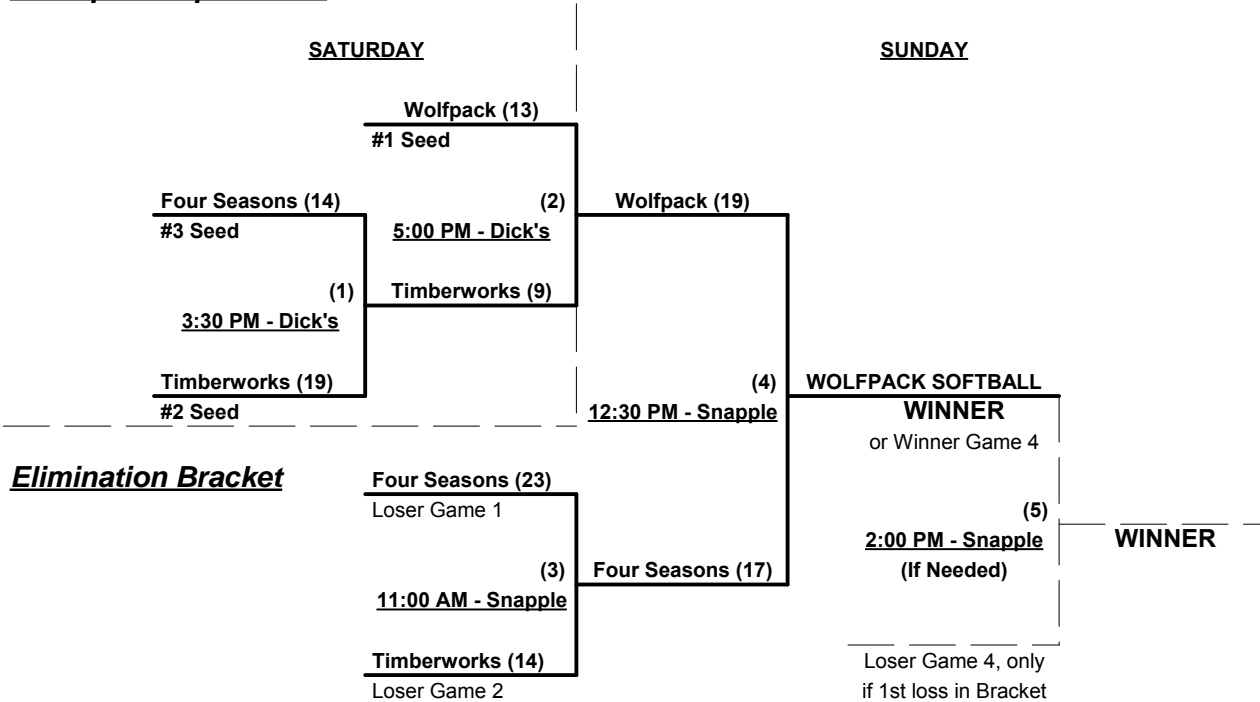 SATURDAY
SUNDAY
Wolfpack (13)
#1 Seed
Four Seasons (14)
#3 Seed
(2)
5:00 PM - Dick's
Wolfpack (19)
(1)
3:30 PM - Dick's
Timberworks (9)
Timberworks (19)
#2 Seed
(4)
12:30 PM - Snapple
WOLFPACK SOFTBALL
WINNER
or Winner Game 4
Elimination Bracket
Four Seasons (23)
Loser Game 1
(3)
11:00 AM - Snapple
Four Seasons (17)
(5)
2:00 PM - Snapple
(If Needed)
WINNER
Timberworks (14)
Loser Game 2
Loser Game 4, only
if 1st loss in Bracket